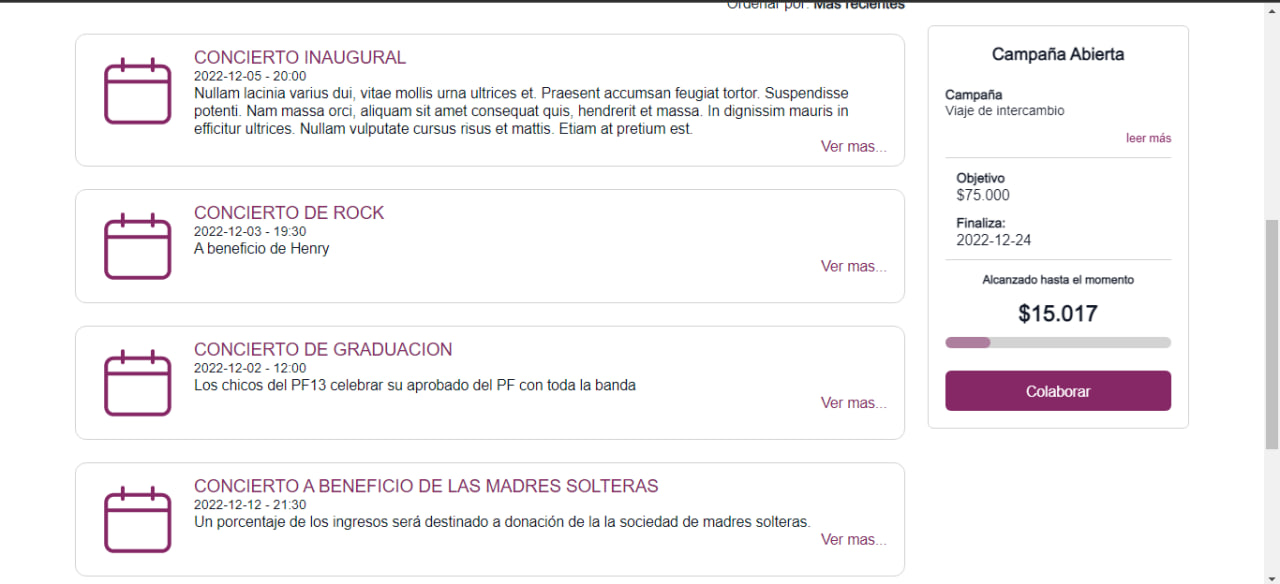 Ordenar por: Mas recientes
CONCIERTO INAUGURAL
2022-12-05 - 20:00
Nullam lacinia varius dui, vitae mollis urna ultrices et. Praesent accumsan feugiat tortor. Suspendisse
potenti. Nam massa orci, aliquam sit amet consequat quis, hendrerit et massa. In dignissim mauris in
efficitur ultrices. Nullam vulputate cursus risus et mattis. Etiam at pretium est.
Ver mas...
CONCIERTO DE ROCK
2022-12-03 - 19:30
A beneficio de Henry
Ver mas...
CONCIERTO DE GRADUACION
2022-12-02 - 12:00
Los chicos del PF13 celebrar su aprobado del PF con toda la banda
Ver mas...
CONCIERTO A BENEFICIO DE LAS MADRES SOLTERAS
2022-12-12 - 21:30
Un porcentaje de los ingresos será destinado a donación de la la sociedad de madres solteras.
Ver mas...
Campaña Abierta
Campaña
Viaje de intercambio
leer más
Objetivo
$75.000
Finaliza:
2022-12-24
Alcanzado hasta el momento
$15.017
Colaborar